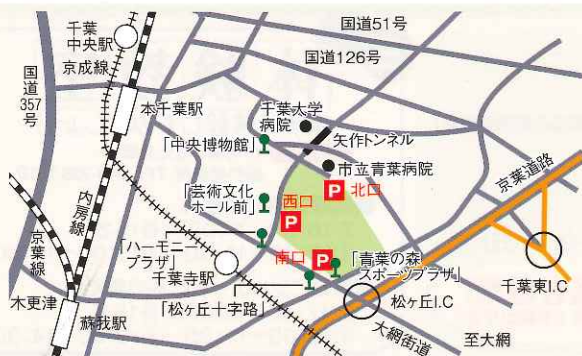 国道51号
国道126号
千葉
中央駅
京成線
国道
357
号
本千葉駅
千葉大学
病院
「中央博物館」
矢作トンネル
市立青葉病院
P 北口
京葉道路
「芸術文化
ホール前」
西口
P
内房線
京葉線
「ハーモニー
プラザ」
千葉寺駅
南口 P
「青葉の森
スポーツプラザ」
千葉東I.C
木更津
蘇我駅
「松ヶ丘十字路」
松ヶ丘I.C
大網街道
至大網